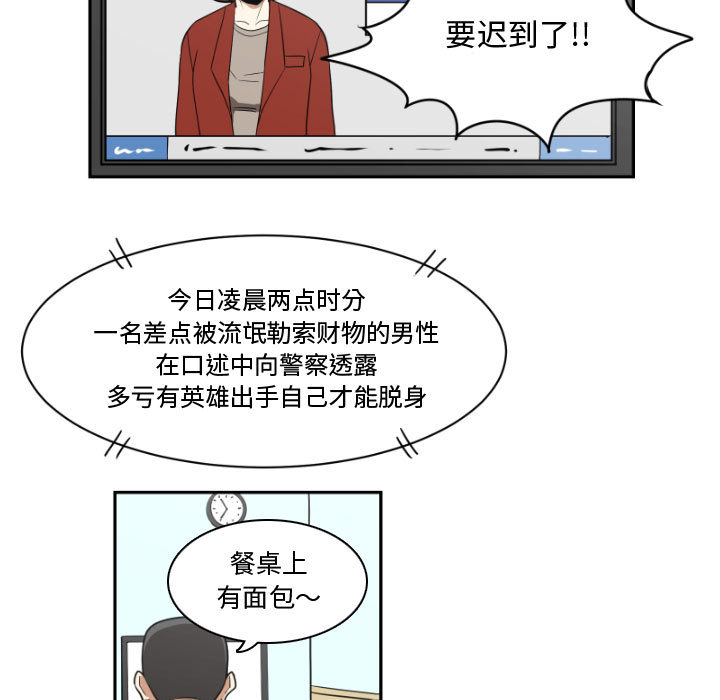 要迟到了!!
今日凌晨两点时分
一名差点被流氓勒索财物的男性
在口述中向警察透露
多亏有英雄出手自己才能脱身
餐桌上
有面包～